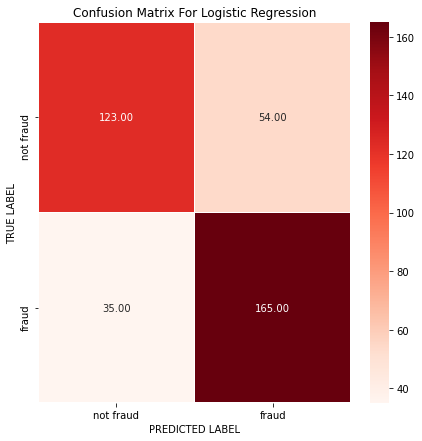 Confusion Matrix For Logistic Regression
TRUE LABEL
not fraud
fraud
123.00
54.00
35.00
165.00
not fraud
fraud
PREDICTED LABEL
160
140
120
100
80
60
40